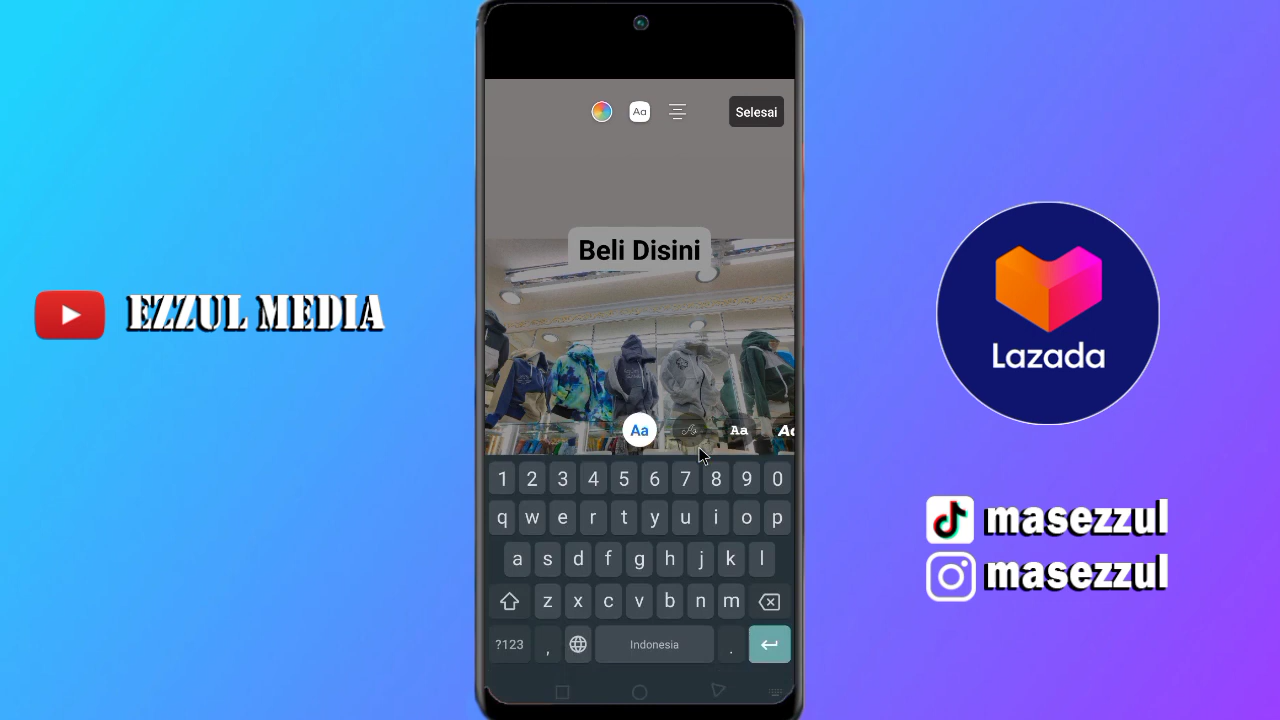 Aa
Selesai
Beli Disini
EZZUL MEDIA
Lazada
Aa
Aa
1 2 3 4 5 6 7 8 9 0
q w e r t y u i o p
a s d f g h j k l
z x c v b n m
?123 , Indonesia .
masezzul
masezzul